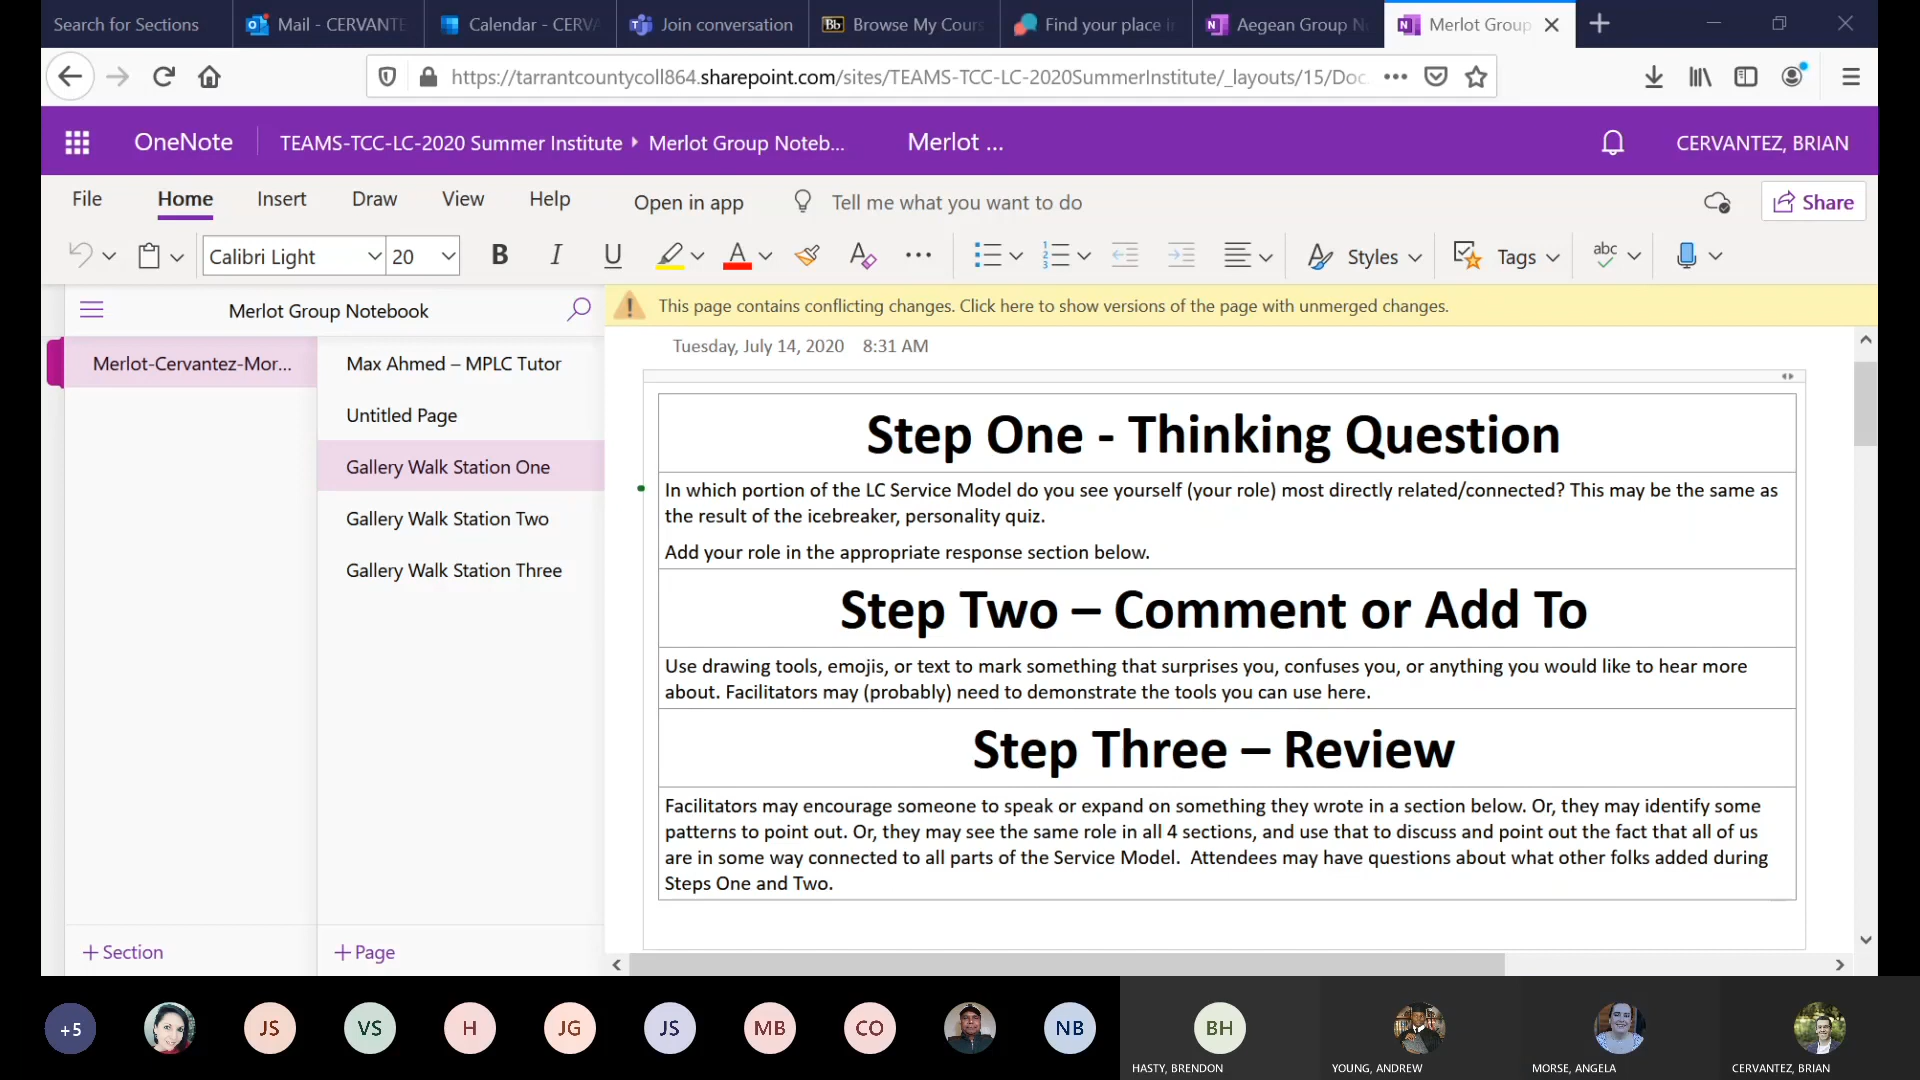 Search for Sections
Mail - CERVANTE
Calendar - CERVA
Join conversation
Bb Browse My Cours
Find your place i
Aegean Group N
Merlot Group
https://tarrantcountycoll864.sharepoint.com/sites/TEAMS-TCC-LC-2020SummerInstitute/_layouts/15/Doc
OneNote
TEAMS-TCC-LC-2020 Summer Institute
Merlot Group Noteb...
Merlot ...
CERVANTEZ, BRIAN
File
Home
Insert
Draw
View
Help
Open in app
Tell me what you want to do
Share
Calibri Light
20
B
I
U
A
Styles
Tags
abc
Merlot Group Notebook
This page contains conflicting changes. Click here to show versions of the page with unmerged changes.
Merlot-Cervantez-Mor...
Max Ahmed – MPLC Tutor
Untitled Page
Gallery Walk Station One
Gallery Walk Station Two
Gallery Walk Station Three
+ Section
+ Page
Tuesday, July 14, 2020 8:31 AM
Step One - Thinking Question
In which portion of the LC Service Model do you see yourself (your role) most directly related/connected? This may be the same as
the result of the icebreaker, personality quiz.
Add your role in the appropriate response section below.
Step Two – Comment or Add To
Use drawing tools, emojis, or text to mark something that surprises you, confuses you, or anything you would like to hear more
about. Facilitators may (probably) need to demonstrate the tools you can use here.
Step Three – Review
Facilitators may encourage someone to speak or expand on something they wrote in a section below. Or, they may identify some
patterns to point out. Or, they may see the same role in all 4 sections, and use that to discuss and point out the fact that all of us
are in some way connected to all parts of the Service Model. Attendees may have questions about what other folks added during
Steps One and Two.
+5
JS
VS
H
JG
JS
MB
CO
NB
BH
HASTY, BRENDON
YOUNG, ANDREW
MORSE, ANGELA
CERVANTEZ, BRIAN